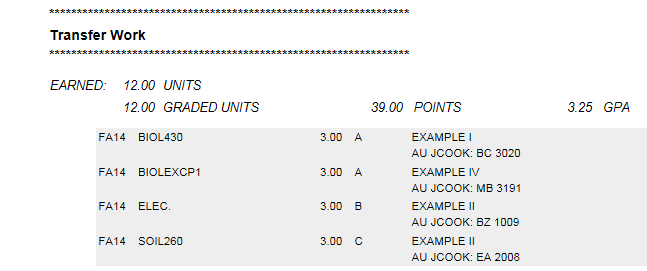 ******************************************************************
Transfer Work
******************************************************************
EARNED: 12.00 UNITS
12.00 GRADED UNITS 39.00 POINTS 3.25 GPA
FA14 BIOL430 3.00 A EXAMPLE I
AU JCOOK: BC 3020
FA14 BIOLEXCP1 3.00 A EXAMPLE IV
AU JCOOK: MB 3191
FA14 ELEC. 3.00 B EXAMPLE II
AU JCOOK: BZ 1009
FA14 SOIL260 3.00 C EXAMPLE II
AU JCOOK: EA 2008